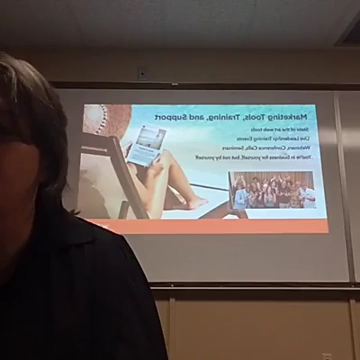 Marketing Tools, Training, and Support
State of the art web tools
Live Leadership Training Events
Webinars, Conference Calls, Seminars
You're in business for yourself, but not by yourself